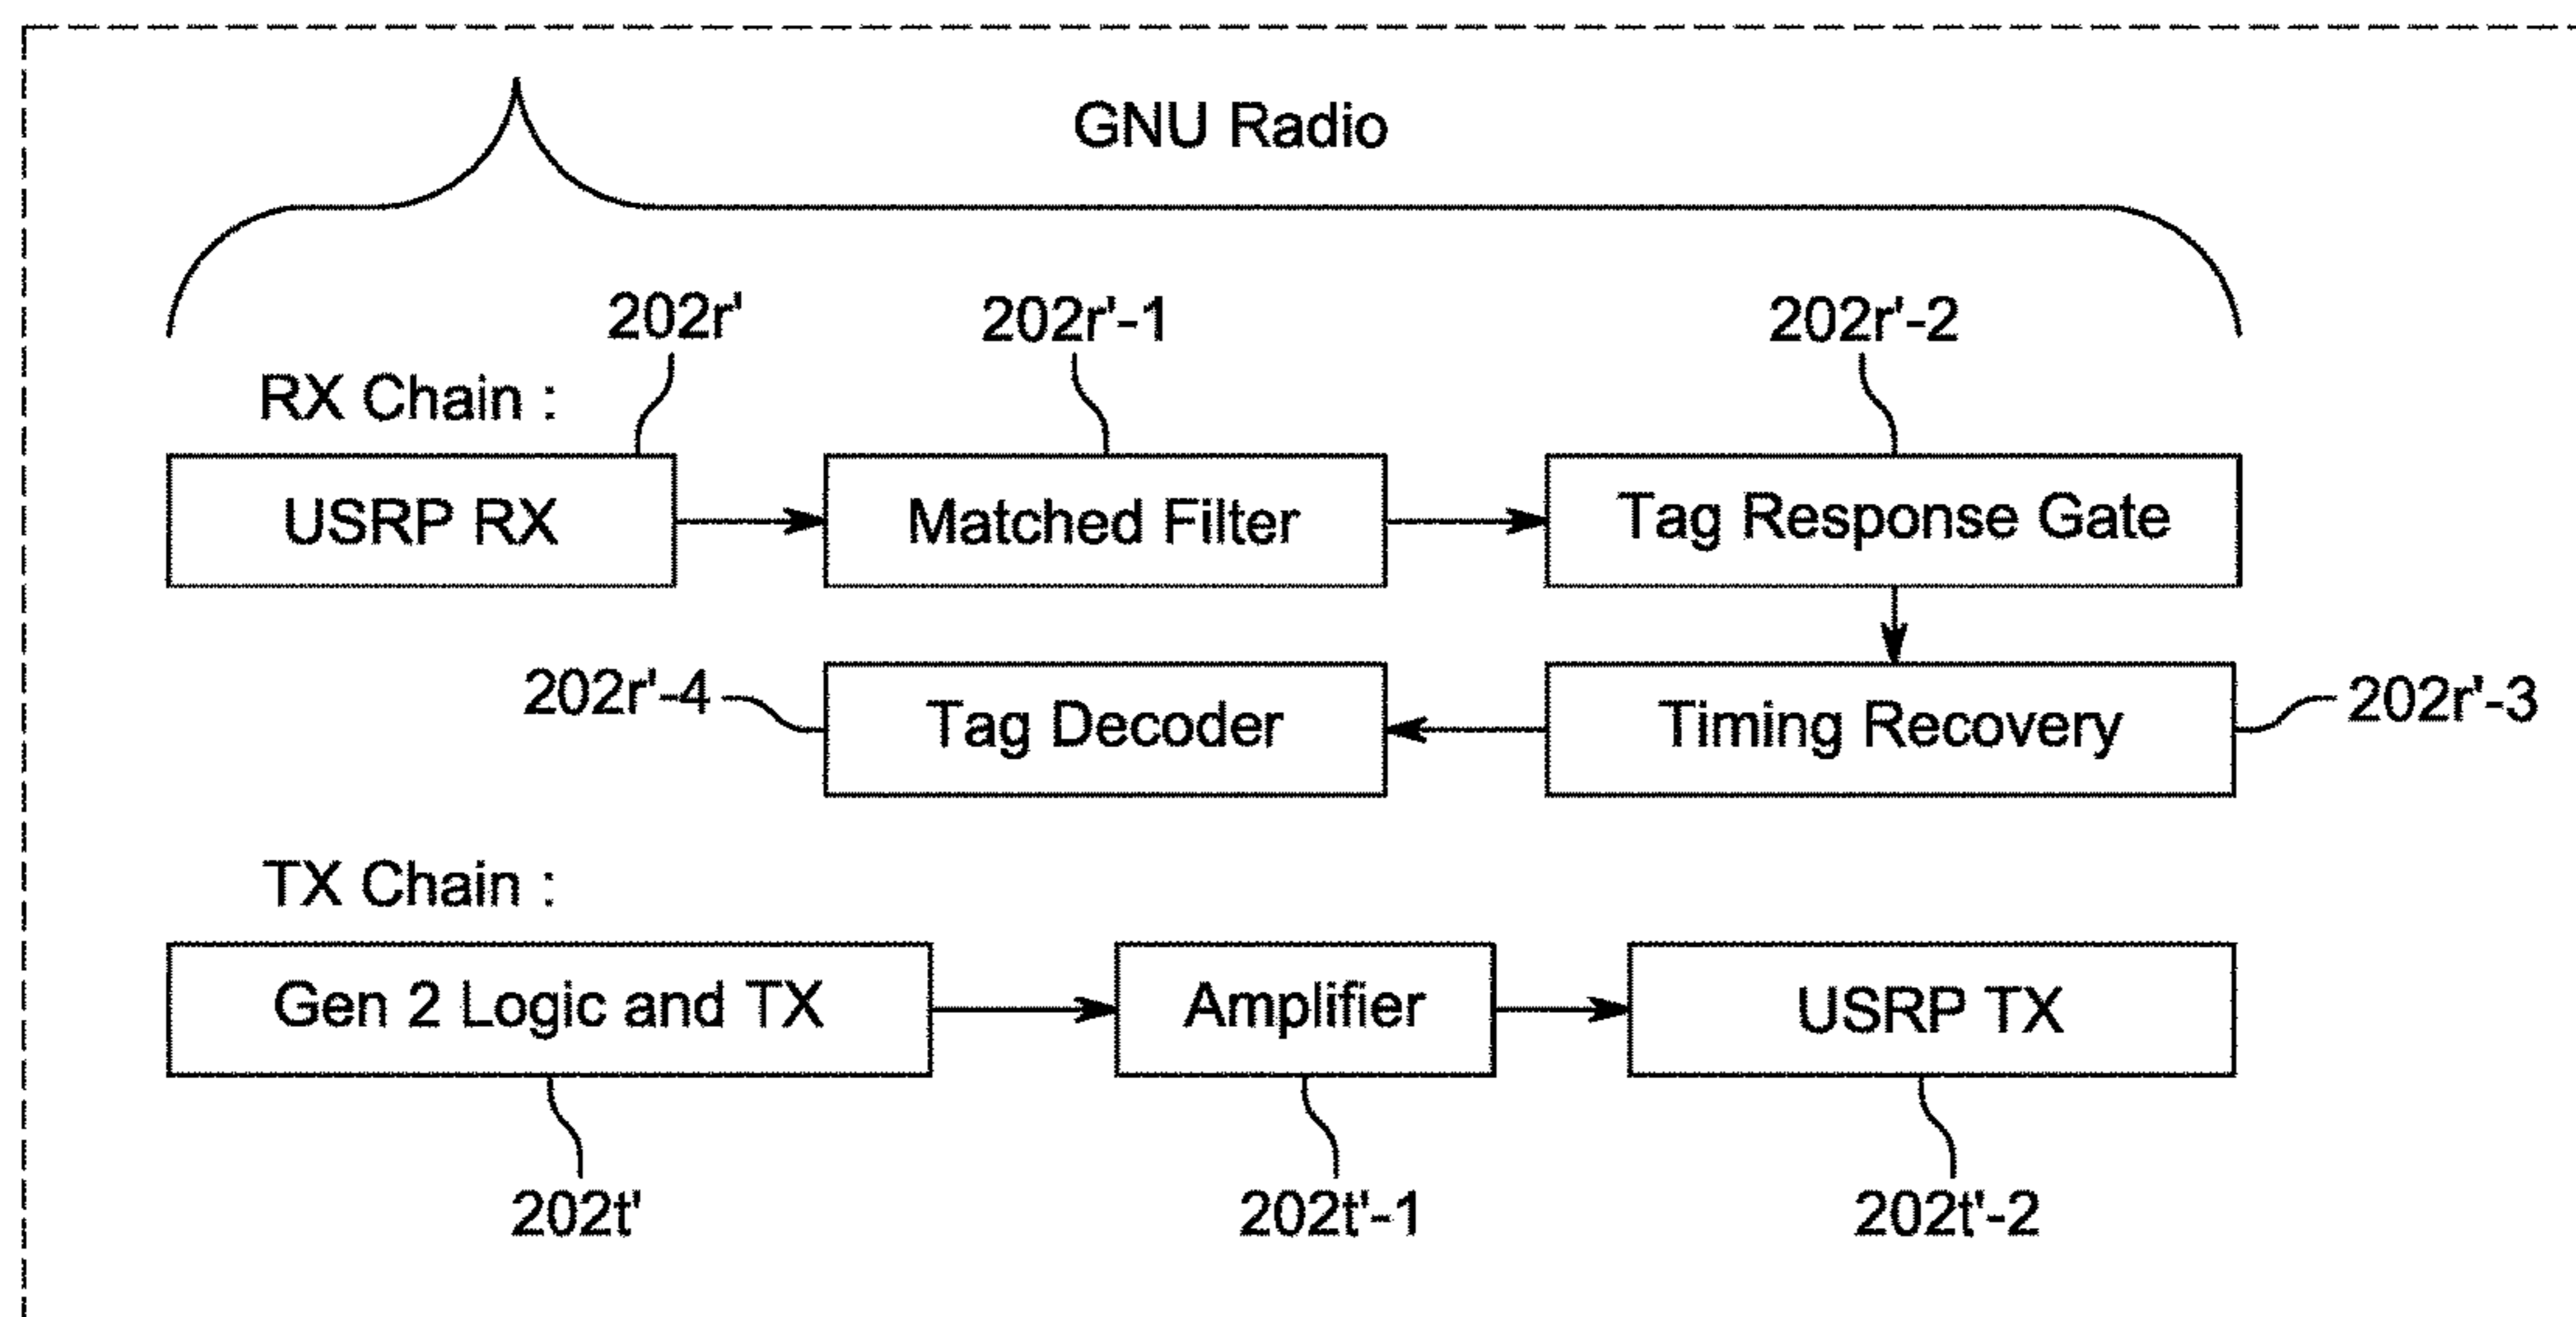 GNU Radio
202r' 202r'-1 202r'-2
RX Chain :
USRP RX Matched Filter Tag Response Gate
202r'-4 Tag Decoder Timing Recovery 202r'-3
TX Chain :
Gen 2 Logic and TX Amplifier USRP TX
202t' 202t'-1 202t'-2